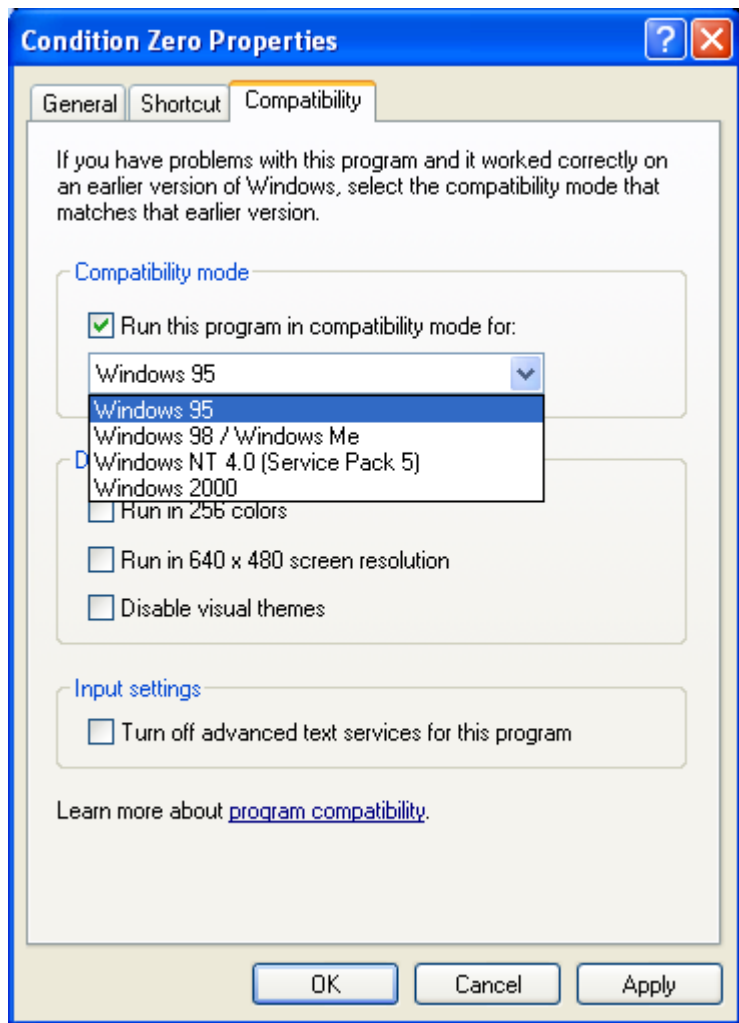 Condition Zero Properties
General Shortcut Compatibility
If you have problems with this program and it worked correctly on
an earlier version of Windows, select the compatibility mode that
matches that earlier version.
Compatibility mode
Run this program in compatibility mode for:
Windows 95
Windows 95
Windows 98 / Windows Me
Windows NT 4.0 (Service Pack 5)
Windows 2000
Run in 256 colors
Run in 640 x 480 screen resolution
Disable visual themes
Input settings
Turn off advanced text services for this program
Learn more about program compatibility.
OK Cancel Apply